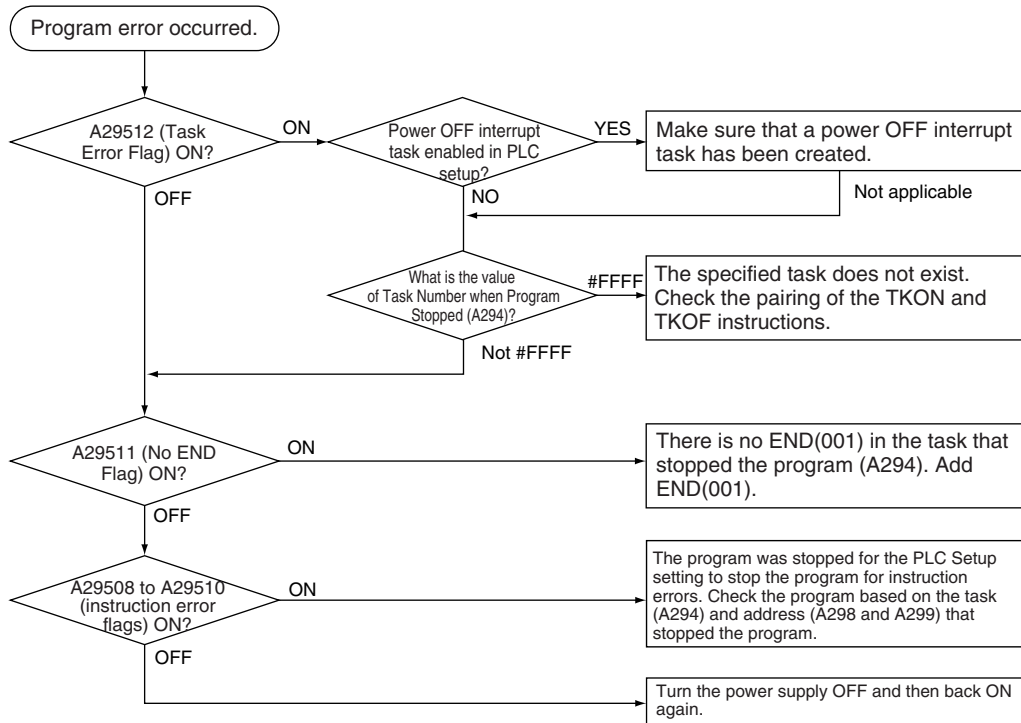 Program error occurred.
A29512 (Task
Error Flag) ON?
ON
OFF
Power OFF interrupt
task enabled in PLC
setup?
YES
NO
Make sure that a power OFF interrupt
task has been created.
Not applicable
What is the value
of Task Number when Program
Stopped (A294)?
#FFFF
Not #FFFF
The specified task does not exist.
Check the pairing of the TKON and
TKOF instructions.
A29511 (No END
Flag) ON?
ON
OFF
There is no END(001) in the task that
stopped the program (A294). Add
END(001).
A29508 to A29510
(instruction error
flags) ON?
ON
OFF
The program was stopped for the PLC Setup
setting to stop the program for instruction
errors. Check the program based on the task
(A294) and address (A298 and A299) that
stopped the program.
Turn the power supply OFF and then back ON
again.